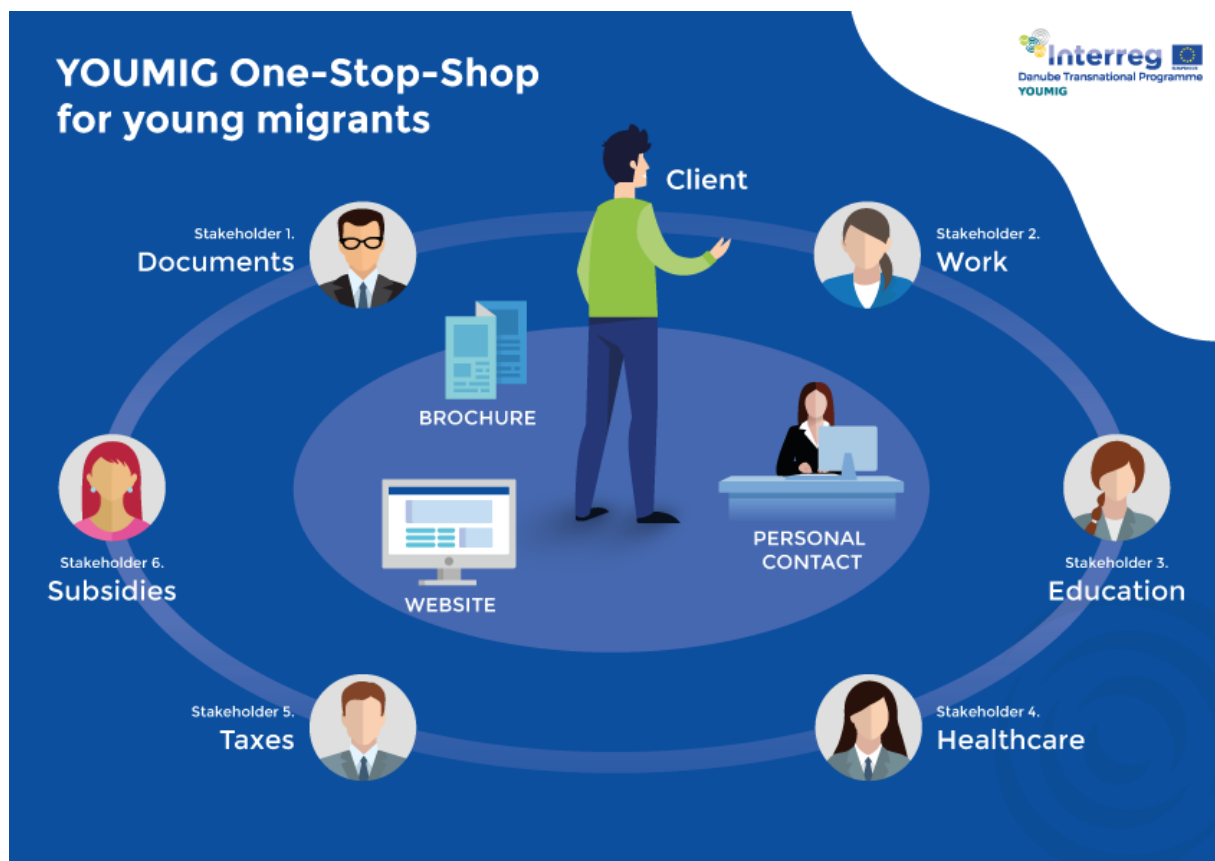 YOUMIG One-Stop-Shop
for young migrants
Interreg
Danube Transnational Programme
YOUMIG
Client
Stakeholder 1.
Documents
Stakeholder 2.
Work
BROCHURE
PERSONAL
CONTACT
WEBSITE
Stakeholder 6.
Subsidies
Stakeholder 3.
Education
Stakeholder 5.
Taxes
Stakeholder 4.
Healthcare